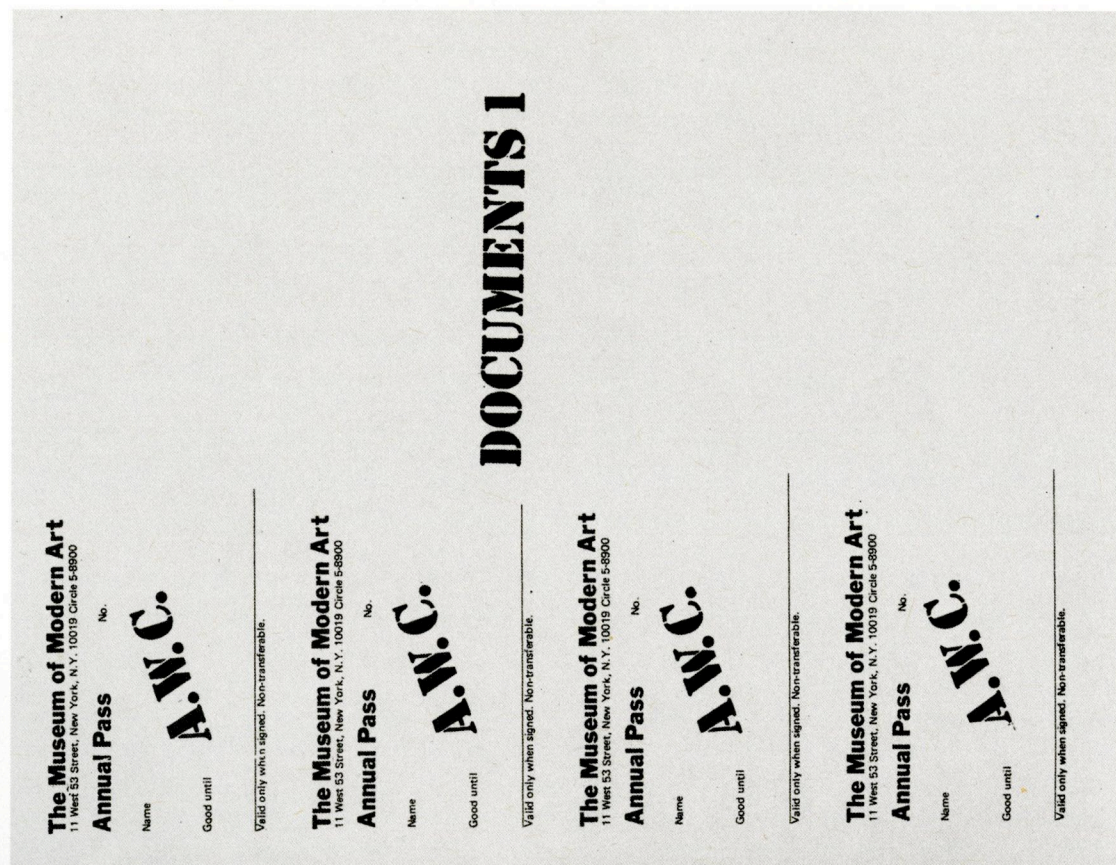 The Museum of Modern Art
11 West 53 Street, New York, N.Y. 10019 Circle 5-8900
Annual Pass No.
A.W.C.
Name
Good until
Valid only when signed. Non-transferable.
The Museum of Modern Art
11 West 53 Street, New York, N.Y. 10019 Circle 5-8900
Annual Pass No.
A.W.C.
Name
Good until
Valid only when signed. Non-transferable.
DOCUMENTS 1
The Museum of Modern Art
11 West 53 Street, New York, N.Y. 10019 Circle 5-8900
Annual Pass No.
A.W.C.
Name
Good until
Valid only when signed. Non-transferable.
The Museum of Modern Art
11 West 53 Street, New York, N.Y. 10019 Circle 5-8900
Annual Pass No.
A.W.C.
Name
Good until
Valid only when signed. Non-transferable.